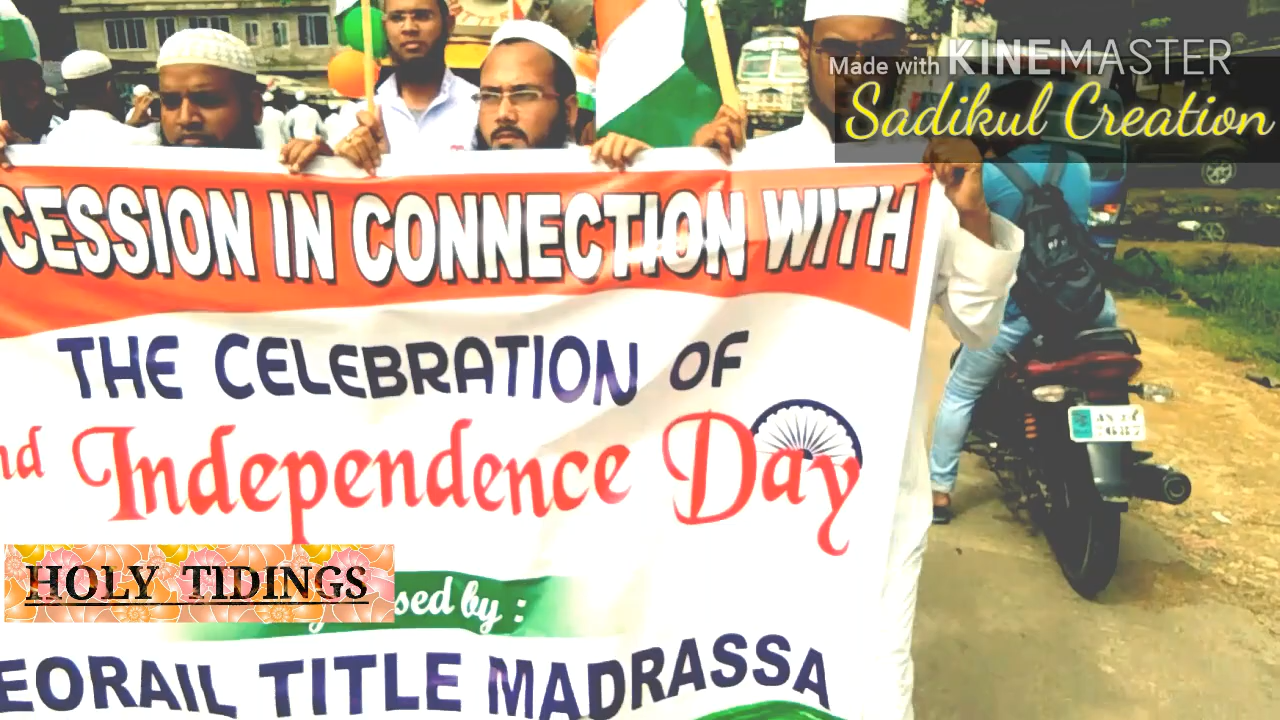 Made with KINEMASTER
Sadikul Creation
CESSION IN CONNECTION WITH
THE CELEBRATION OF
nd Independence Day
HOLY TIDINGS
sed by :
EORAIL TITLE MADRASSA